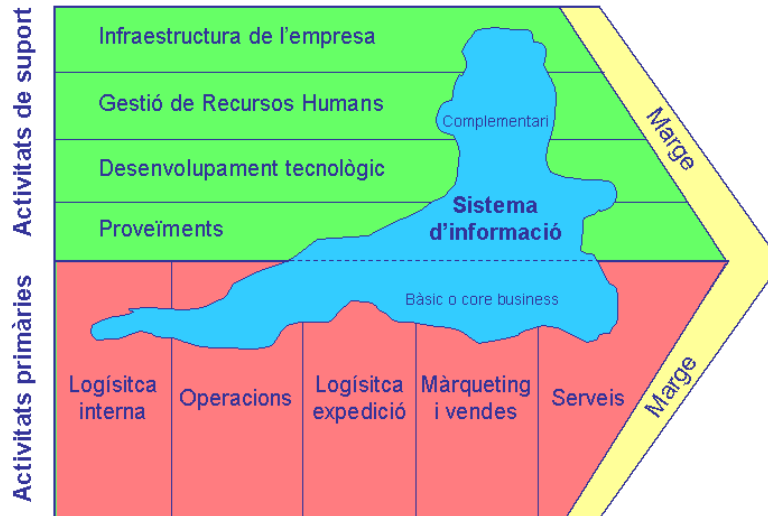 Activitats de suport
Infraestructura de l'empresa
Gestió de Recursos Humans
Complementari
Desenvolupament tecnològic
Proveïments
Sistema
d'informació
Marge
Activitats primàries
Bàsic o core business
Logísitca
interna
Operacions
Logísitca
expedició
Màrqueting
i vendes
Serveis
Marge